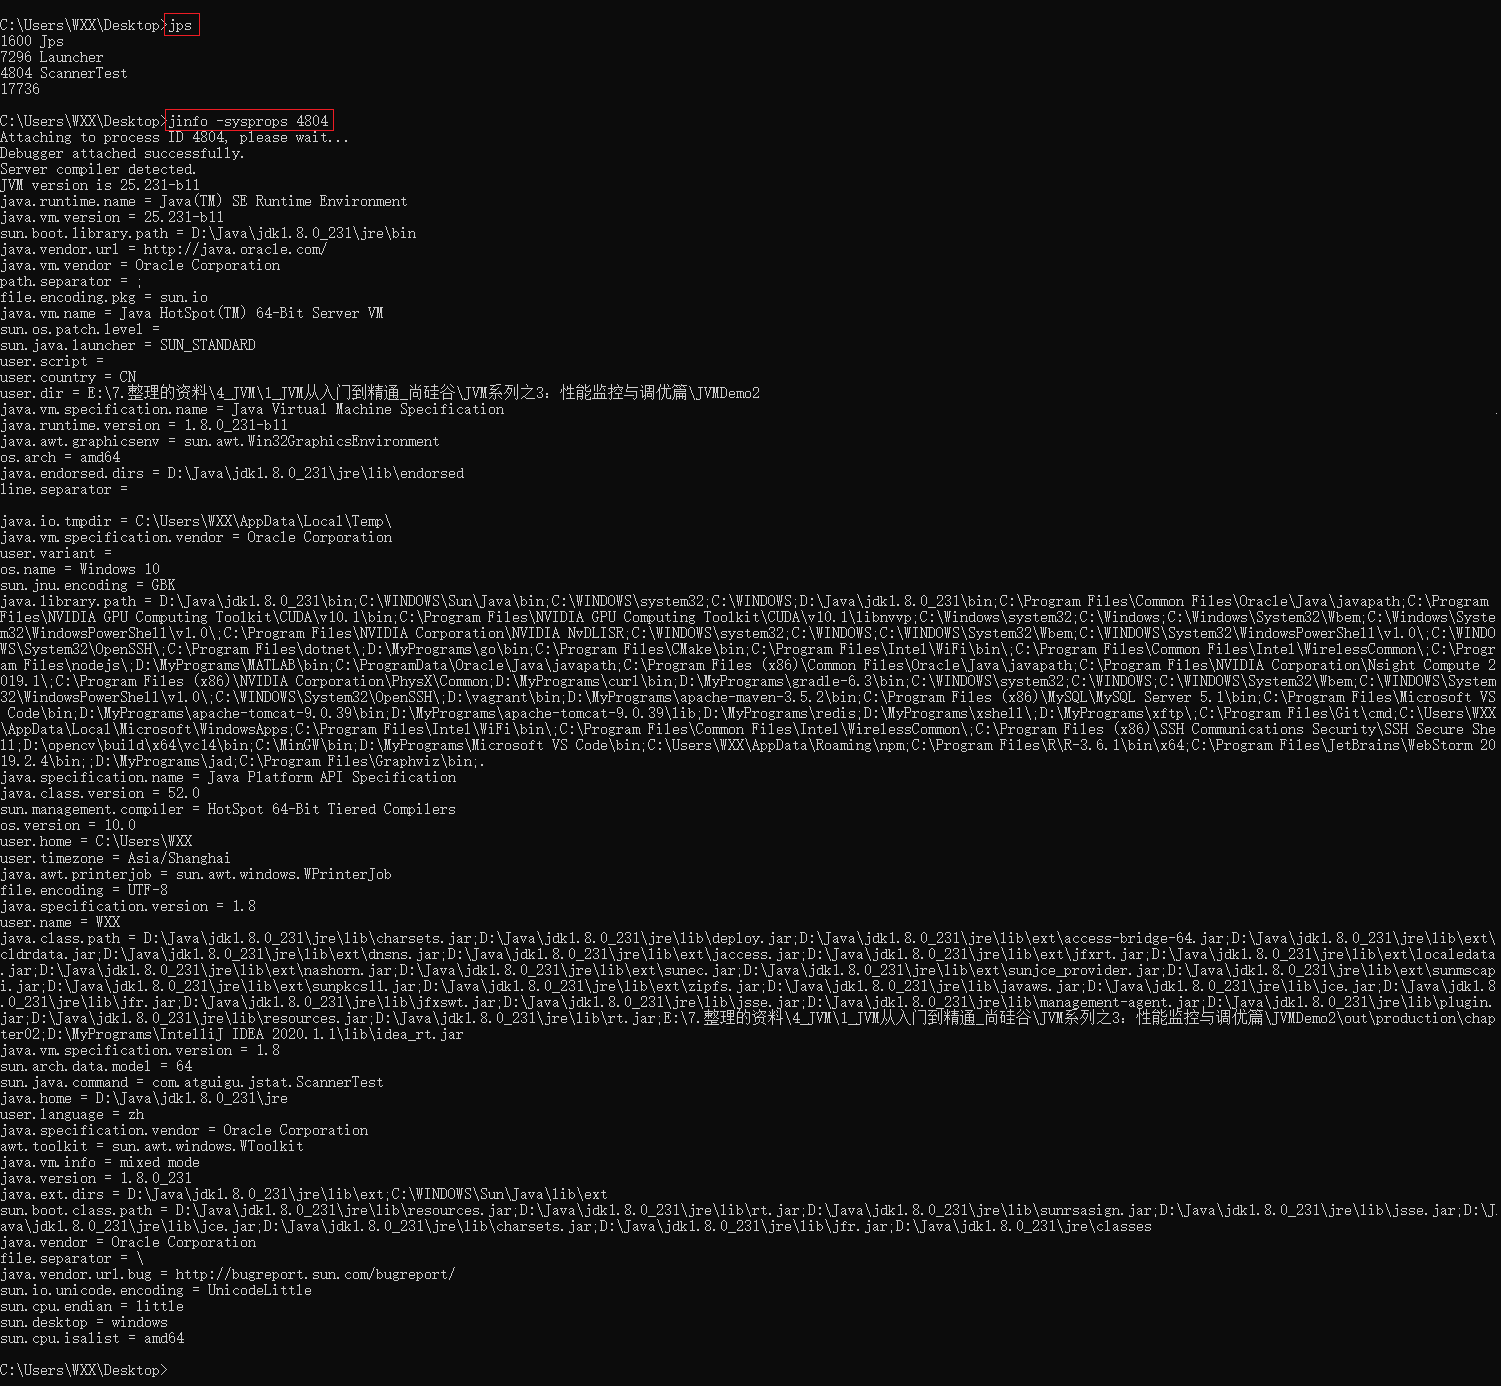 C:\Users\WXX\Desktop>jps
1600 Jps
7296 Launcher
4804 ScannerTest
17736
C:\Users\WXX\Desktop>jinfo -sysprops 4804
Attaching to process ID 4804, please wait...
Debugger attached successfully.
Server compiler detected.
JVM version is 25.231-b11
java.runtime.name = Java(TM) SE Runtime Environment
java.vm.version = 25.231-b11
sun.boot.library.path = D:\Java\jdk1.8.0_231\jre\bin
java.vendor.url = http://java.oracle.com/
java.vm.vendor = Oracle Corporation
path.separator = ;
file.encoding.pkg = sun.io
java.vm.name = Java HotSpot(TM) 64-Bit Server VM
sun.os.patch.level =
sun.java.launcher = SUN_STANDARD
user.script =
user.country = CN
user.dir = E:\7.整理的资料\4_JVM\1_JVM从入门到精通_尚硅谷\JVM系列之3：性能监控与调优篇\JVMDemo2
java.vm.specification.name = Java Virtual Machine Specification
java.runtime.version = 1.8.0_231-b11
java.awt.graphicsenv = sun.awt.Win32GraphicsEnvironment
os.arch = amd64
java.endorsed.dirs = D:\Java\jdk1.8.0_231\jre\lib\endorsed
line.separator =
java.io.tmpdir = C:\Users\WXX\AppData\Local\Temp\
java.vm.specification.vendor = Oracle Corporation
user.variant =
os.name = Windows 10
sun.jnu.encoding = GBK
java.library.path = D:\Java\jdk1.8.0_231\bin;C:\WINDOWS\Sun\Java\bin;C:\WINDOWS\system32;C:\WINDOWS;D:\Java\jdk1.8.0_231\bin;C:\Program Files\Common Files\Oracle\Java\javapath;C:\Program
Files\NVIDIA GPU Computing Toolkit\CUDA\v10.1\bin;C:\Program Files\NVIDIA GPU Computing Toolkit\CUDA\v10.1\libnvvp;C:\Windows\system32;C:\Windows;C:\Windows\System32\Wbem;C:\Windows\Syste
m32\WindowsPowerShell\v1.0\;C:\Program Files\NVIDIA Corporation\NVIDIA NvDLISR;C:\WINDOWS\system32;C:\WINDOWS;C:\WINDOWS\System32\Wbem;C:\WINDOWS\System32\WindowsPowerShell\v1.0\;C:\WINDO
WS\System32\OpenSSH\;C:\Program Files\dotnet\;D:\MyPrograms\go\bin;C:\Program Files\CMake\bin;C:\Program Files\Intel\WiFi\bin\;C:\Program Files\Common Files\Intel\WirelessCommon\;C:\Progr
am Files\nodejs\;D:\MyPrograms\MATLAB\bin;C:\ProgramData\Oracle\Java\javapath;C:\Program Files (x86)\Common Files\Oracle\Java\javapath;C:\Program Files\NVIDIA Corporation\Nsight Compute 2
019.1\;C:\Program Files (x86)\NVIDIA Corporation\PhysX\Common;D:\MyPrograms\curl\bin;D:\MyPrograms\gradle-6.3\bin;C:\WINDOWS\system32;C:\WINDOWS;C:\WINDOWS\System32\Wbem;C:\WINDOWS\System
32\WindowsPowerShell\v1.0\;C:\WINDOWS\System32\OpenSSH\;D:\vagrant\bin;D:\MyPrograms\apache-maven-3.5.2\bin;C:\Program Files (x86)\MySQL\MySQL Server 5.1\bin;C:\Program Files\Microsoft VS
Code\bin;D:\MyPrograms\apache-tomcat-9.0.39\bin;D:\MyPrograms\apache-tomcat-9.0.39\lib;D:\MyPrograms\redis;D:\MyPrograms\xshell\;D:\MyPrograms\xftp\;C:\Program Files\Git\cmd;C:\Users\WXX
\AppData\Local\Microsoft\WindowsApps;C:\Program Files\Intel\WiFi\bin\;C:\Program Files\Common Files\Intel\WirelessCommon\;C:\Program Files (x86)\SSH Communications Security\SSH Secure She
ll;D:\opencv\build\x64\vc14\bin;C:\MinGW\bin;D:\MyPrograms\Microsoft VS Code\bin;C:\Users\WXX\AppData\Roaming\npm;C:\Program Files\R\R-3.6.1\bin\x64;C:\Program Files\JetBrains\WebStorm 20
19.2.4\bin;;D:\MyPrograms\jad;C:\Program Files\Graphviz\bin;.
java.specification.name = Java Platform API Specification
java.class.version = 52.0
sun.management.compiler = HotSpot 64-Bit Tiered Compilers
os.version = 10.0
user.home = C:\Users\WXX
user.timezone = Asia/Shanghai
java.awt.printerjob = sun.awt.windows.WPrinterJob
file.encoding = UTF-8
java.specification.version = 1.8
user.name = WXX
java.class.path = D:\Java\jdk1.8.0_231\jre\lib\charsets.jar;D:\Java\jdk1.8.0_231\jre\lib\deploy.jar;D:\Java\jdk1.8.0_231\jre\lib\ext\access-bridge-64.jar;D:\Java\jdk1.8.0_231\jre\lib\ext\
cldrdata.jar;D:\Java\jdk1.8.0_231\jre\lib\ext\dnsns.jar;D:\Java\jdk1.8.0_231\jre\lib\ext\jaccess.jar;D:\Java\jdk1.8.0_231\jre\lib\ext\jfxrt.jar;D:\Java\jdk1.8.0_231\jre\lib\ext\localedata
.jar;D:\Java\jdk1.8.0_231\jre\lib\ext\nashorn.jar;D:\Java\jdk1.8.0_231\jre\lib\ext\sunec.jar;D:\Java\jdk1.8.0_231\jre\lib\ext\sunjce_provider.jar;D:\Java\jdk1.8.0_231\jre\lib\ext\sunmscap
i.jar;D:\Java\jdk1.8.0_231\jre\lib\ext\sunpkcs11.jar;D:\Java\jdk1.8.0_231\jre\lib\ext\zipfs.jar;D:\Java\jdk1.8.0_231\jre\lib\javaws.jar;D:\Java\jdk1.8.0_231\jre\lib\jce.jar;D:\Java\jdk1.8
.0_231\jre\lib\jfr.jar;D:\Java\jdk1.8.0_231\jre\lib\jfxswt.jar;D:\Java\jdk1.8.0_231\jre\lib\jsse.jar;D:\Java\jdk1.8.0_231\jre\lib\management-agent.jar;D:\Java\jdk1.8.0_231\jre\lib\plugin.
jar;D:\Java\jdk1.8.0_231\jre\lib\resources.jar;D:\Java\jdk1.8.0_231\jre\lib\rt.jar;E:\7.整理的资料\4_JVM\1_JVM从入门到精通_尚硅谷\JVM系列之3：性能监控与调优篇\JVMDemo2\out\production\chap
ter02;D:\MyPrograms\IntelliJ IDEA 2020.1.1\lib\idea_rt.jar
java.vm.specification.version = 1.8
sun.arch.data.model = 64
sun.java.command = com.atguigu.jstat.ScannerTest
java.home = D:\Java\jdk1.8.0_231\jre
user.language = zh
java.specification.vendor = Oracle Corporation
awt.toolkit = sun.awt.windows.WToolkit
java.vm.info = mixed mode
java.version = 1.8.0_231
java.ext.dirs = D:\Java\jdk1.8.0_231\jre\lib\ext;C:\WINDOWS\Sun\Java\lib\ext
sun.boot.class.path = D:\Java\jdk1.8.0_231\jre\lib\resources.jar;D:\Java\jdk1.8.0_231\jre\lib\rt.jar;D:\Java\jdk1.8.0_231\jre\lib\sunrsasign.jar;D:\Java\jdk1.8.0_231\jre\lib\jsse.jar;D:\J
ava\jdk1.8.0_231\jre\lib\jce.jar;D:\Java\jdk1.8.0_231\jre\lib\charsets.jar;D:\Java\jdk1.8.0_231\jre\lib\jfr.jar;D:\Java\jdk1.8.0_231\jre\classes
java.vendor = Oracle Corporation
file.separator = \
java.vendor.url.bug = http://bugreport.sun.com/bugreport/
sun.io.unicode.encoding = UnicodeLittle
sun.cpu.endian = little
sun.desktop = windows
sun.cpu.isalist = amd64
C:\Users\WXX\Desktop>